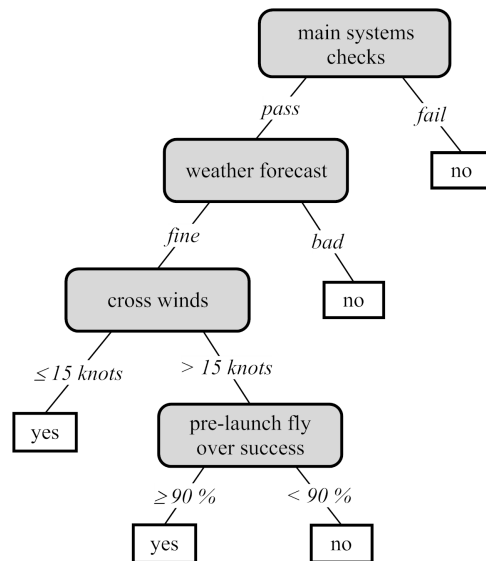 main systems
checks
pass
fail
weather forecast
no
fine
bad
cross winds
no
≤ 15 knots
> 15 knots
yes
pre-launch fly
over success
≥ 90 %
< 90 %
yes
no